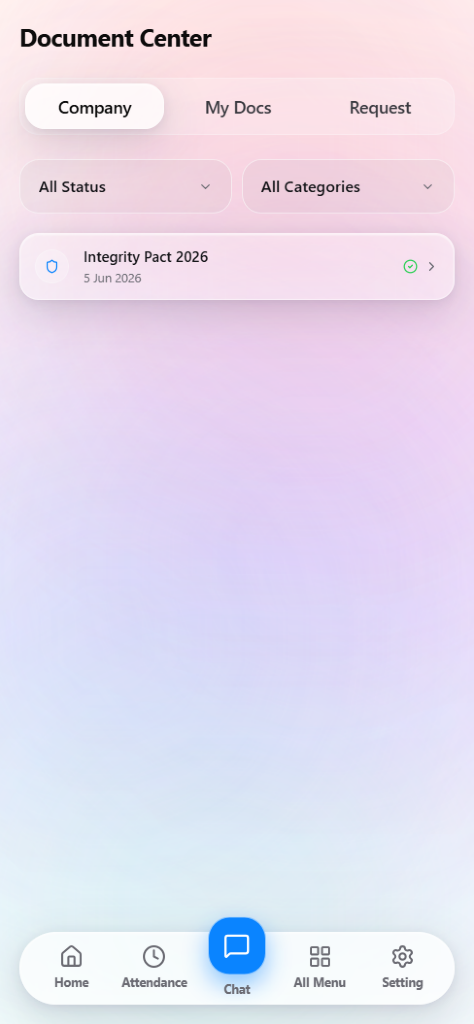 Document Center
Company
My Docs
Request
All Status
All Categories
Integrity Pact 2026
5 Jun 2026
Home
Attendance
Chat
All Menu
Setting